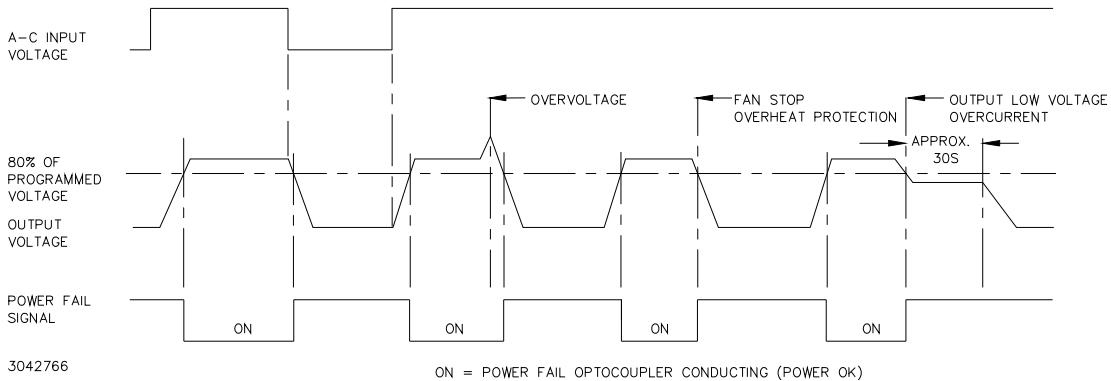 A-C INPUT
VOLTAGE
OVERVOLTAGE
FAN STOP
OVERHEAT PROTECTION
OUTPUT LOW VOLTAGE
OVERCURRENT
APPROX.
30S
80% OF
PROGRAMMED
VOLTAGE
OUTPUT
VOLTAGE
POWER FAIL
SIGNAL
ON
ON
ON
ON
3042766
ON = POWER FAIL OPTOCOUPLER CONDUCTING (POWER OK)